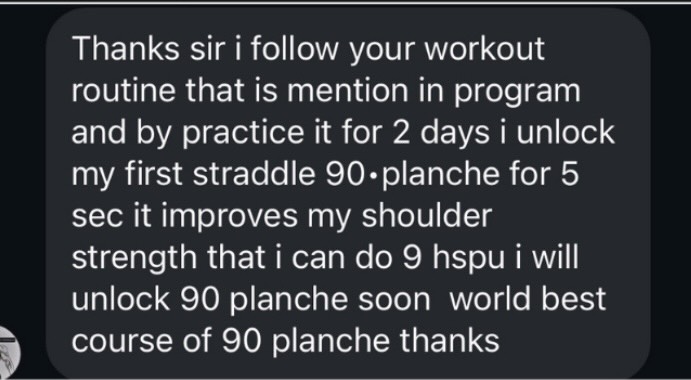 Thanks sir i follow your workout
routine that is mention in program
and by practice it for 2 days i unlock
my first straddle 90•planche for 5
sec it improves my shoulder
strength that i can do 9 hspu i will
unlock 90 planche soon  world best
course of 90 planche thanks